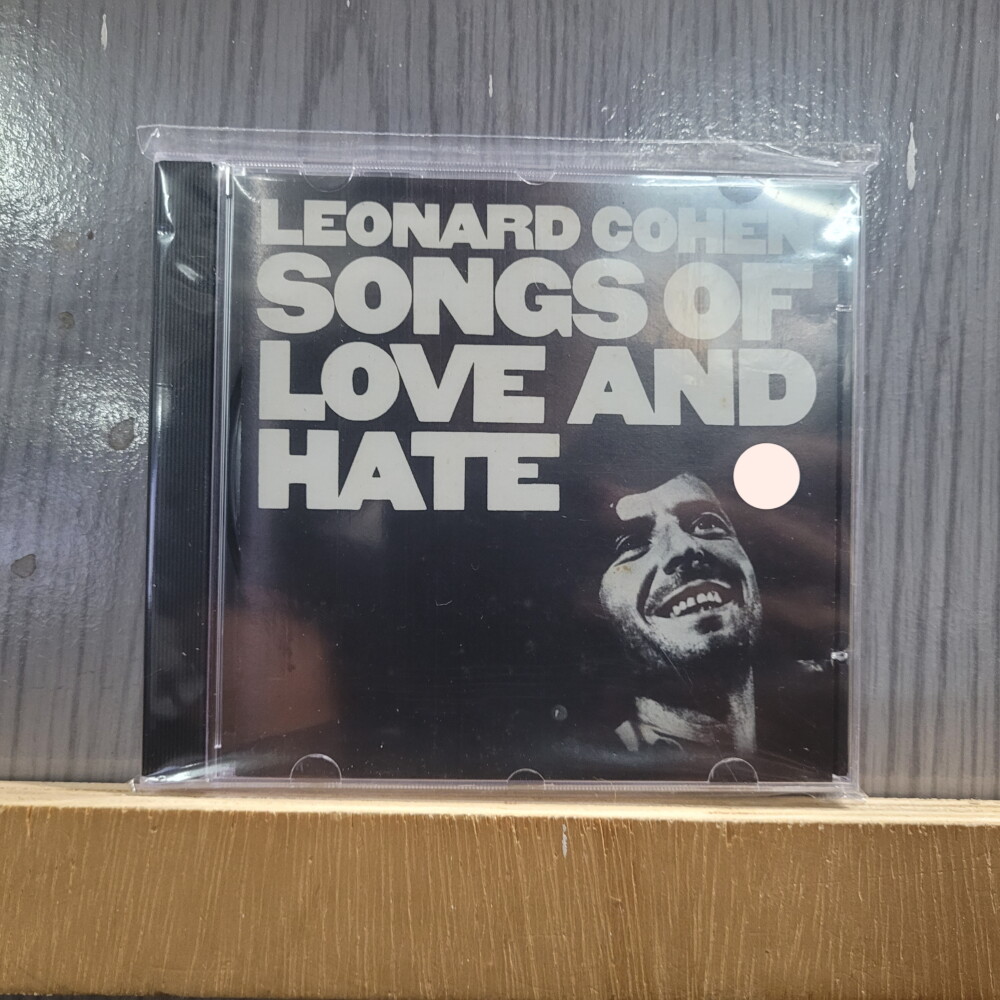 LEONARD COHEN
SONGS OF
LOVE AND
HATE